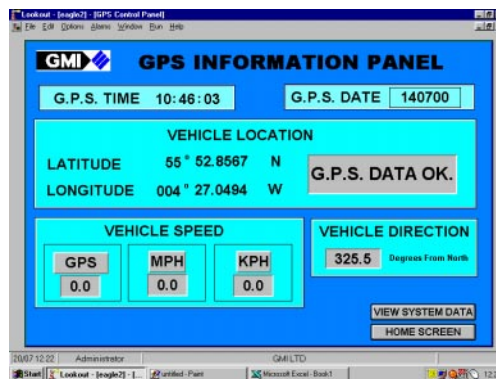 Lookout - [eagle2] - [GPS Control Panel]
File Edit Options Alarms Window Run Help
GMI GPS INFORMATION PANEL
G.P.S. TIME 10:46:03 G.P.S. DATE 140700
VEHICLE LOCATION
LATITUDE 55° 52.8567 N
G.P.S. DATA OK.
LONGITUDE 004° 27.0494 W
VEHICLE SPEED VEHICLE DIRECTION
GPS MPH KPH
325.5 Degrees From North
0.0 0.0 0.0
VIEW SYSTEM DATA
HOME SCREEN
20/07 12:22 Administrator GMI LTD
Start Lookout - [eagle2] - [... untitled - Paint Microsoft Excel - Book1